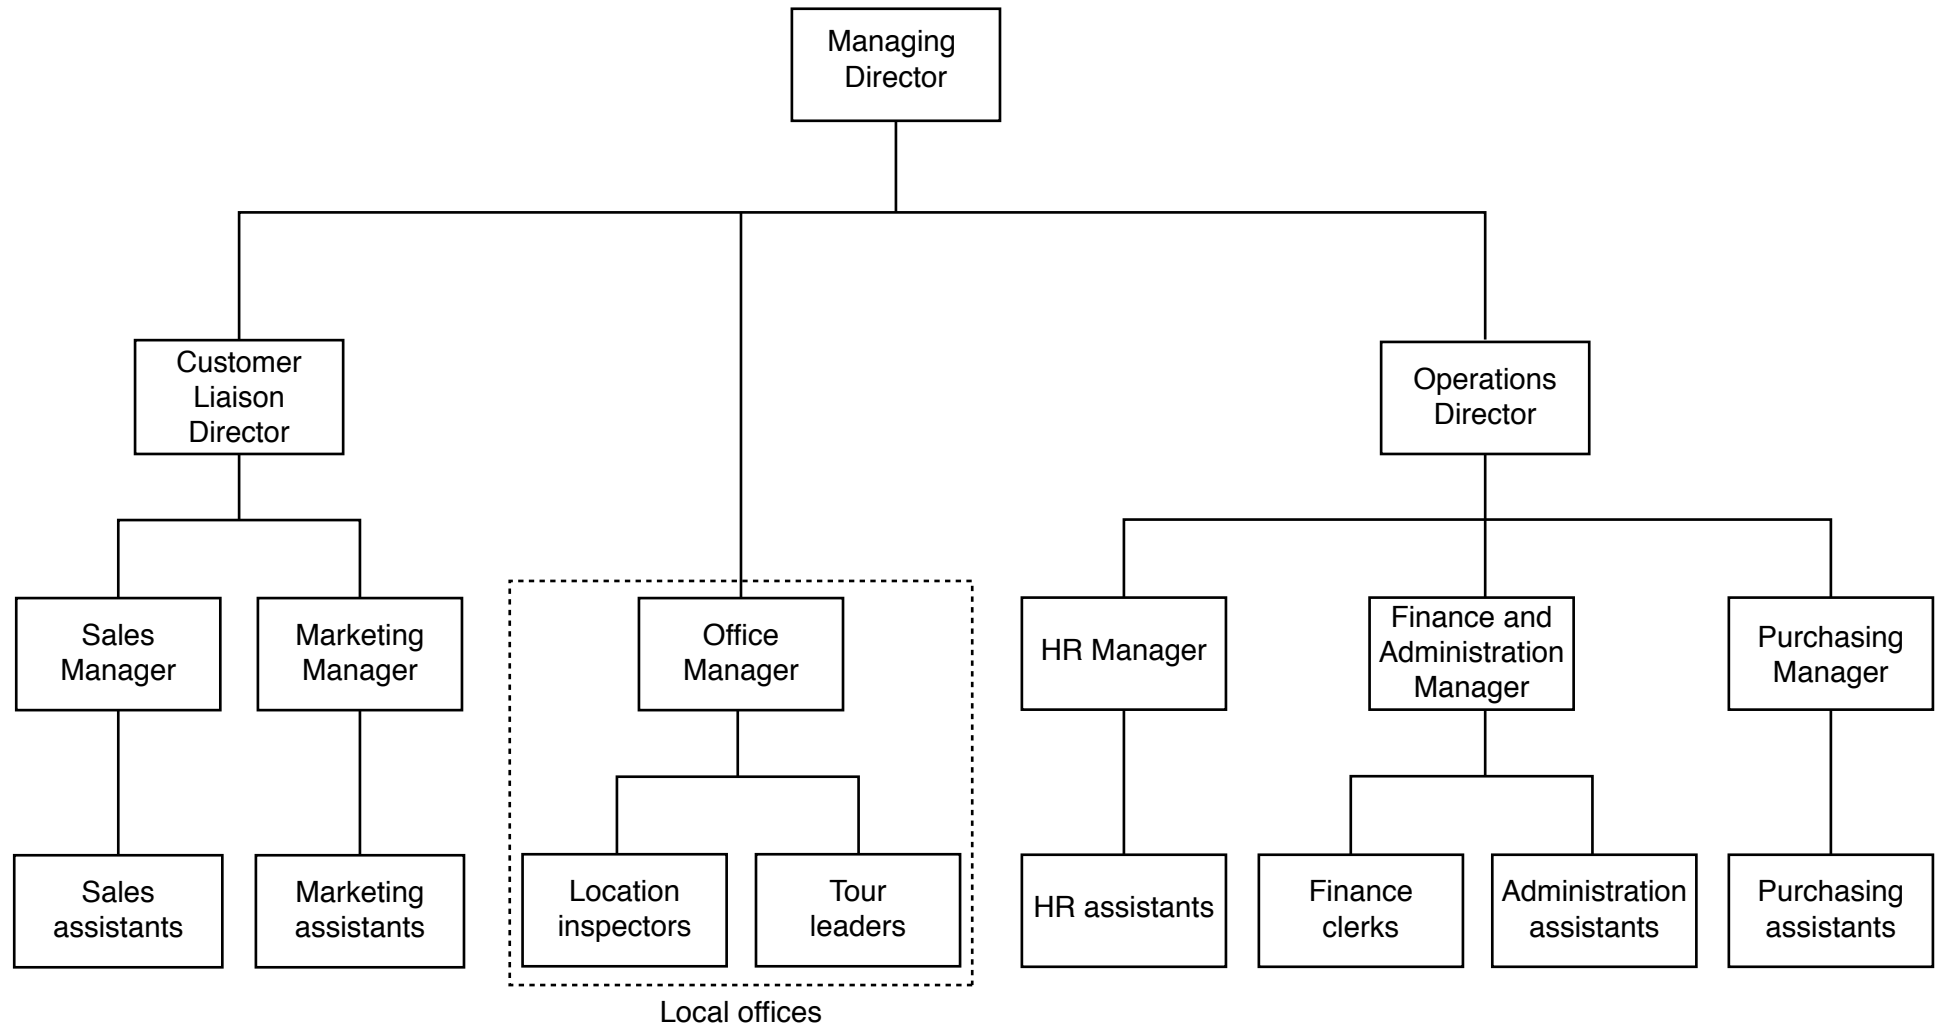 Managing
Director
Customer
Liaison
Director
Operations
Director
Sales
Manager
Marketing
Manager
Office
Manager
HR Manager
Finance and
Administration
Manager
Purchasing
Manager
Sales
assistants
Marketing
assistants
Location
inspectors
Tour
leaders
HR assistants
Finance
clerks
Administration
assistants
Purchasing
assistants
Local offices